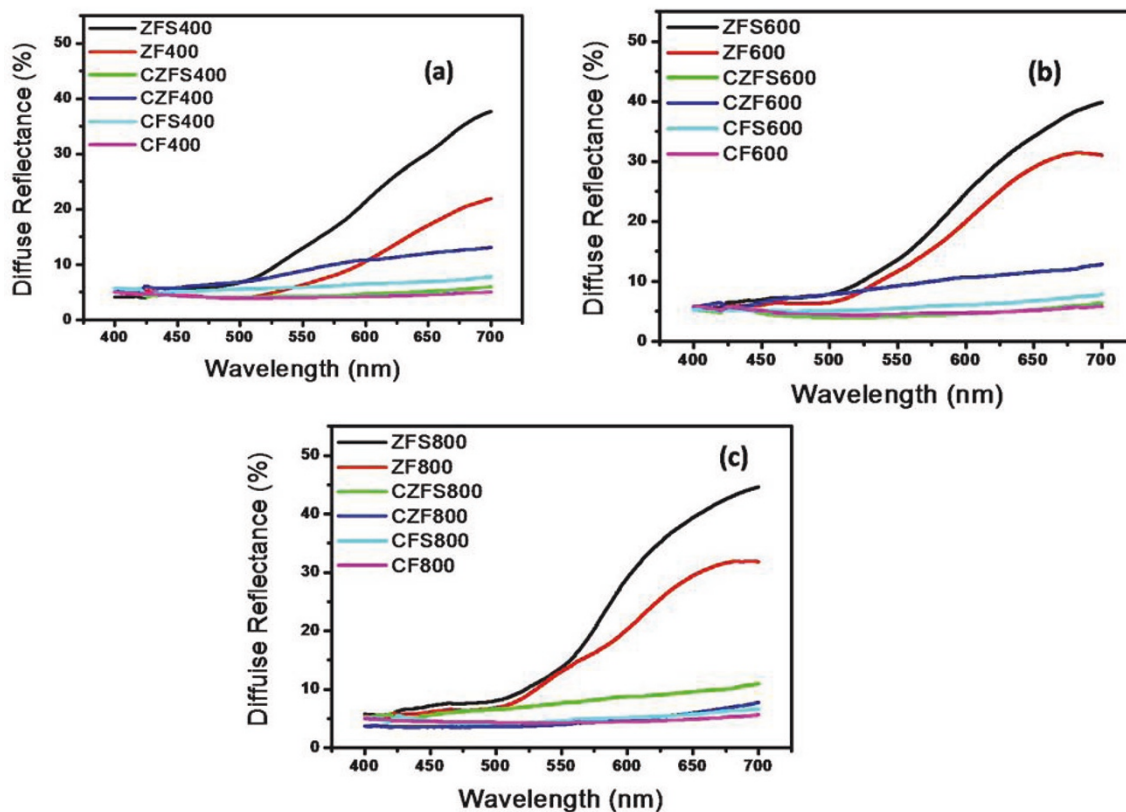 (a)
ZFS400
ZF400
CZFS400
CZF400
CFS400
CF400
Diffuse Reflectance (%)
50
40
30
20
10
0
400 450 500 550 600 650 700
Wavelength (nm)
(b)
ZFS600
ZF600
CZFS600
CZF600
CFS600
CF600
Diffuse Reflectance (%)
50
40
30
20
10
0
400 450 500 550 600 650 700
Wavelength (nm)
(c)
ZFS800
ZF800
CZFS800
CZF800
CFS800
CF800
Diffuise Reflectance (%)
50
40
30
20
10
0
400 450 500 550 600 650 700
Wavelength (nm)